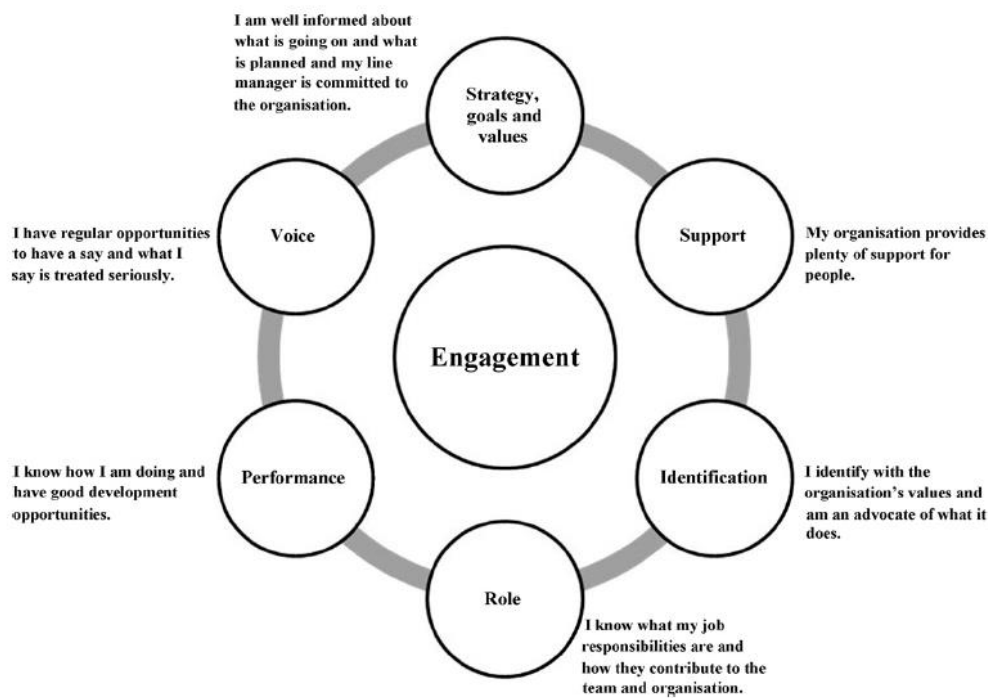 I am well informed about
what is going on and what
is planned and my line
manager is committed to
the organisation.
Strategy,
goals and
values
Voice
I have regular opportunities
to have a say and what I
say is treated seriously.
Support
My organisation provides
plenty of support for
people.
Engagement
Performance
I know how I am doing and
have good development
opportunities.
Identification
I identify with the
organisation's values and
am an advocate of what it
does.
Role
I know what my job
responsibilities are and
how they contribute to the
team and organisation.